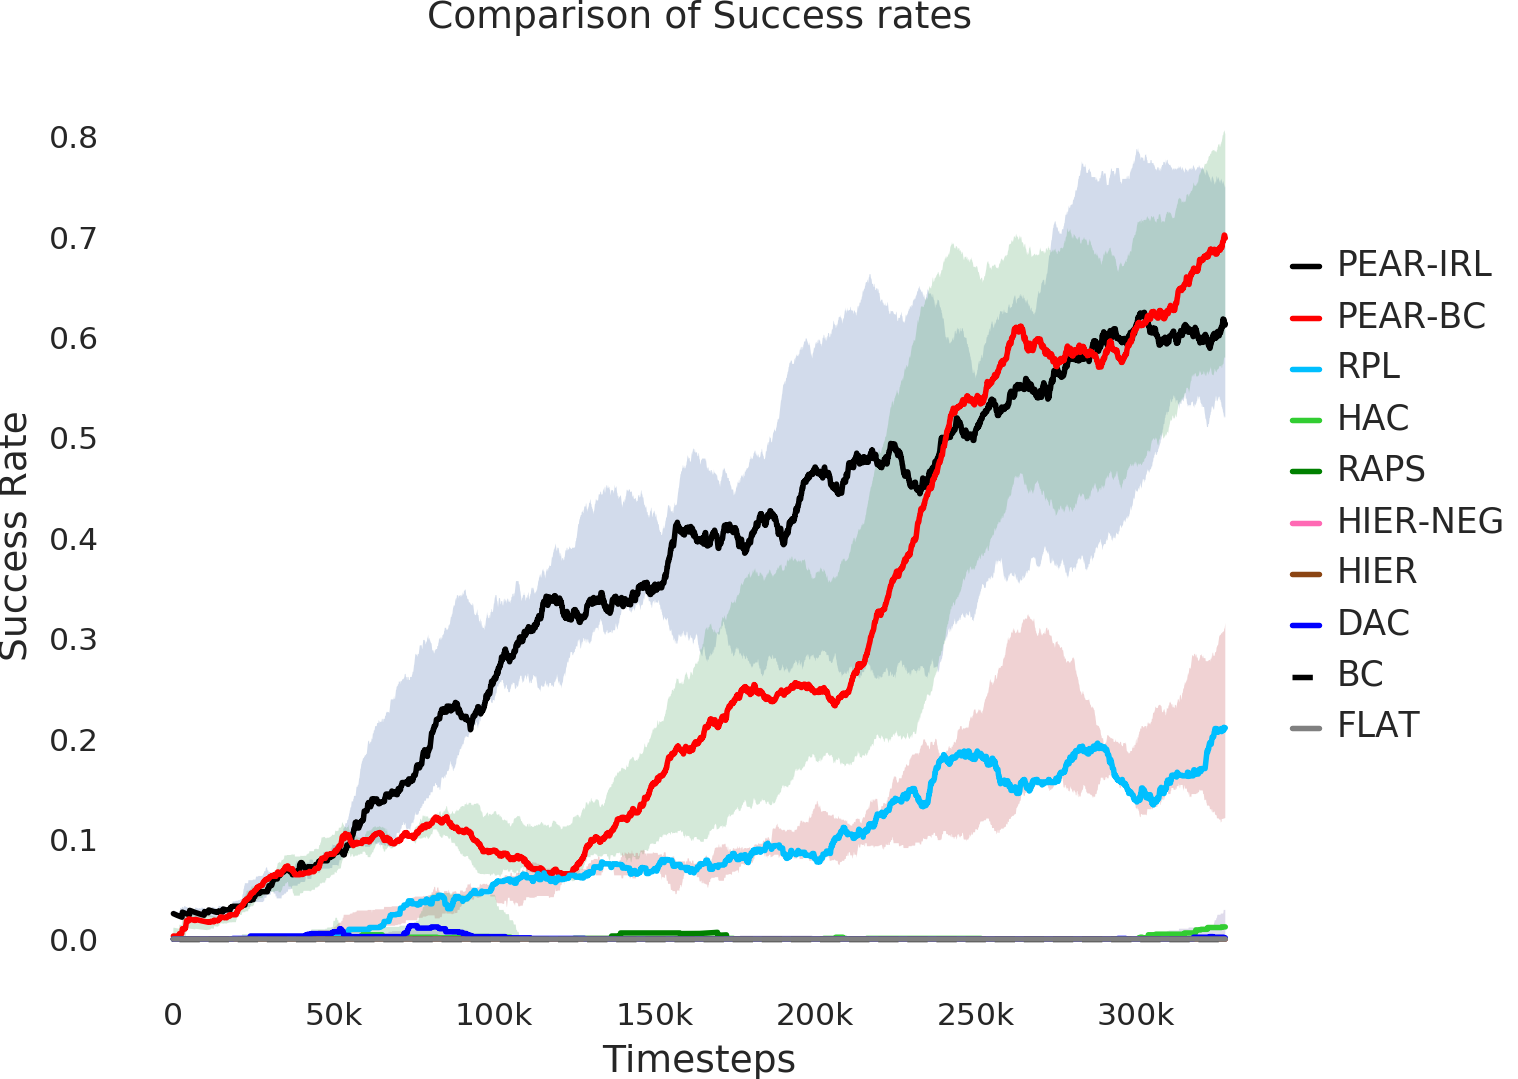 Comparison of Success rates
0.8
0.7
0.6
0.5
0.4
0.3
0.2
0.1
0.0
Success Rate
0 50k 100k 150k 200k 250k 300k
Timesteps
PEAR-IRL
PEAR-BC
RPL
HAC
RAPS
HIER-NEG
HIER
DAC
BC
FLAT